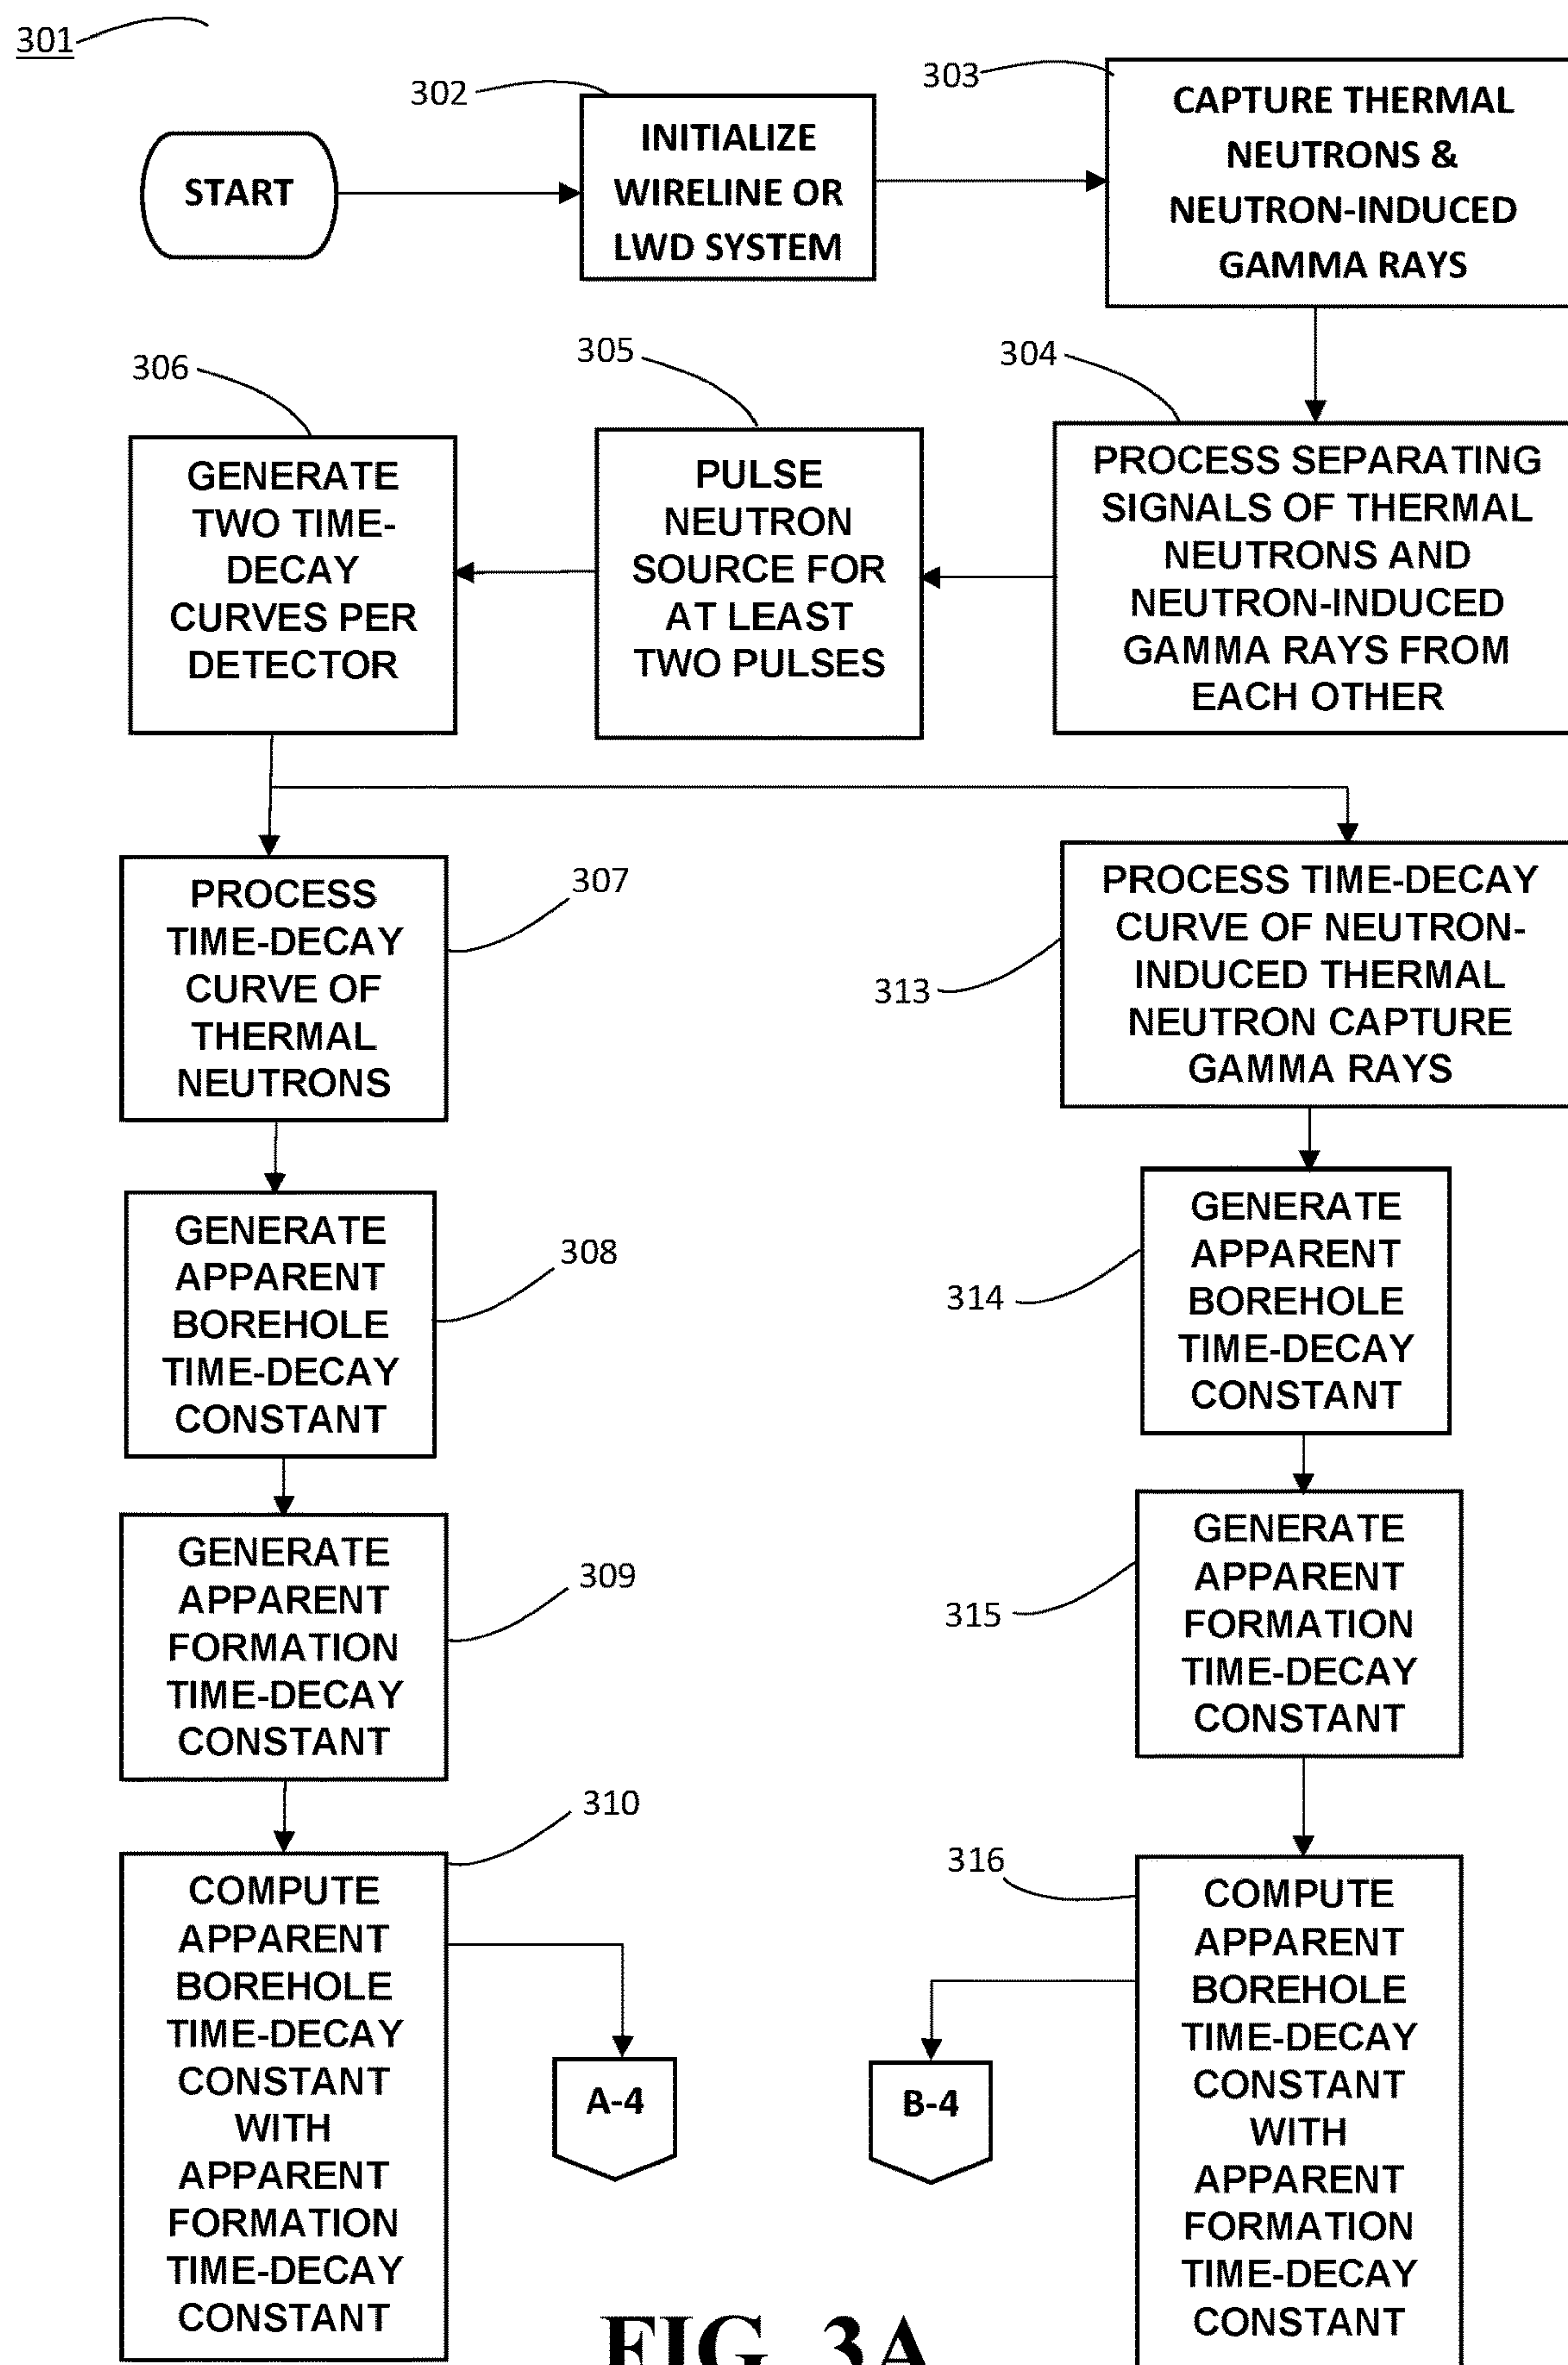 301
302
303
START
INITIALIZE
WIRELINE OR
LWD SYSTEM
CAPTURE THERMAL
NEUTRONS &
NEUTRON-INDUCED
GAMMA RAYS
306
305
304
GENERATE
TWO TIME-
DECAY
CURVES PER
DETECTOR
PULSE
NEUTRON
SOURCE FOR
AT LEAST
TWO PULSES
PROCESS SEPARATING
SIGNALS OF THERMAL
NEUTRONS AND
NEUTRON-INDUCED
GAMMA RAYS FROM
EACH OTHER
307
PROCESS
TIME-DECAY
CURVE OF
THERMAL
NEUTRONS
313
PROCESS TIME-DECAY
CURVE OF NEUTRON-
INDUCED THERMAL
NEUTRON CAPTURE
GAMMA RAYS
308
GENERATE
APPARENT
BOREHOLE
TIME-DECAY
CONSTANT
314
GENERATE
APPARENT
BOREHOLE
TIME-DECAY
CONSTANT
309
GENERATE
APPARENT
FORMATION
TIME-DECAY
CONSTANT
315
GENERATE
APPARENT
FORMATION
TIME-DECAY
CONSTANT
310
COMPUTE
APPARENT
BOREHOLE
TIME-DECAY
CONSTANT
WITH
APPARENT
FORMATION
TIME-DECAY
CONSTANT
A-4
B-4
316
COMPUTE
APPARENT
BOREHOLE
TIME-DECAY
CONSTANT
WITH
APPARENT
FORMATION
TIME-DECAY
CONSTANT
FIG. 3A